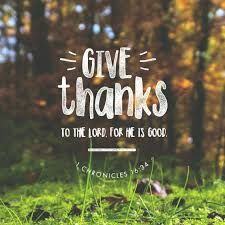 GIVE
thanks
TO THE LORD, FOR HE IS GOOD.
1 CHRONICLES 16:34